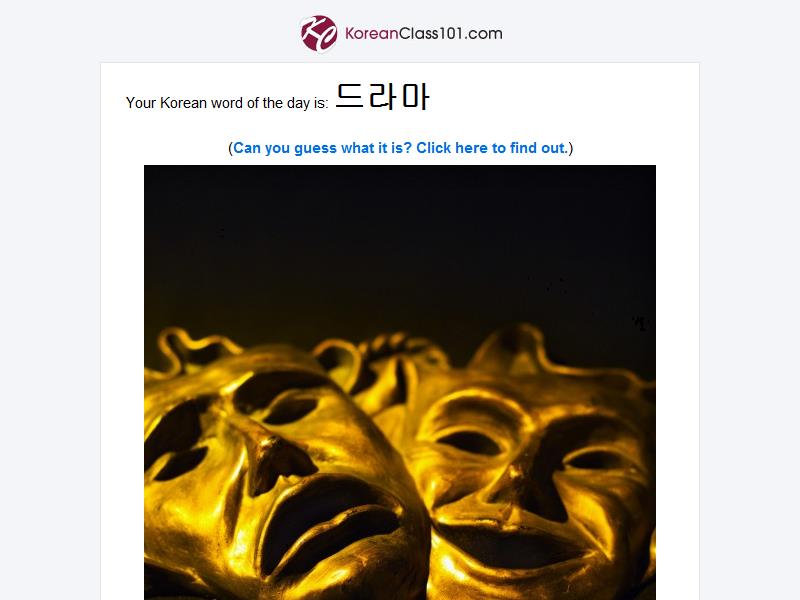 KoreanClass101.com
Your Korean word of the day is: 드라마
(Can you guess what it is? Click here to find out.)